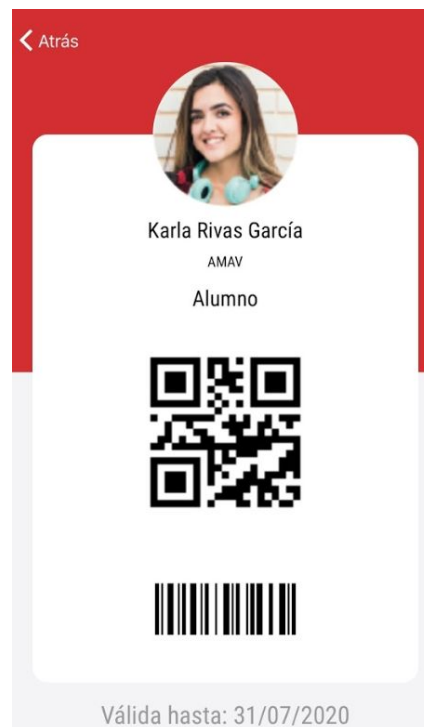 Atrás
Karla Rivas García
AMAV
Alumno
Válida hasta: 31/07/2020